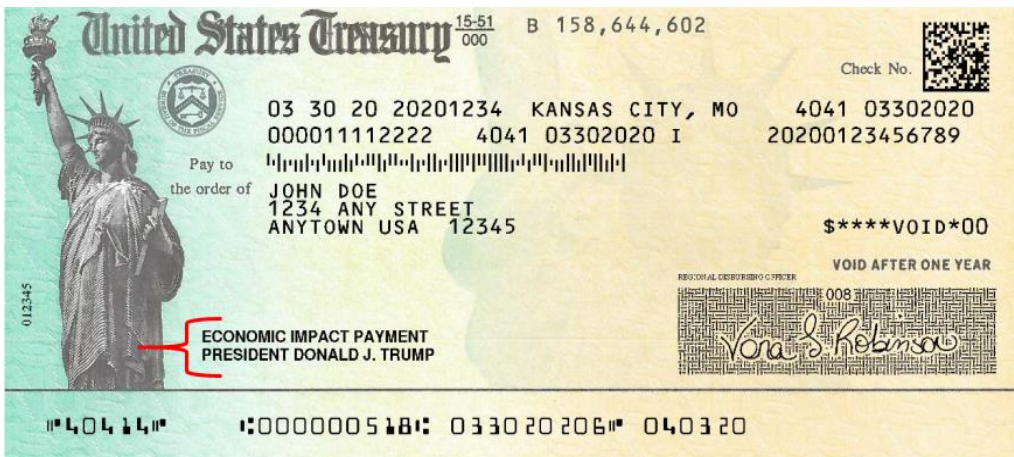 United States Treasury 15-51 000 B 158,644,602
Check No.
03 30 20 20201234 KANSAS CITY, MO 4041 03302020
000011112222 4041 03302020 I 20200123456789
Pay to
the order of
JOHN DOE
1234 ANY STREET
ANYTOWN USA 12345
$****VOID*00
VOID AFTER ONE YEAR
REGIONAL DISBURSING OFFICER
008
Vona S Robinson
012345
ECONOMIC IMPACT PAYMENT
PRESIDENT DONALD J. TRUMP
⑈40414⑈ ⑆000000518⑆ 033020206⑈ 040320